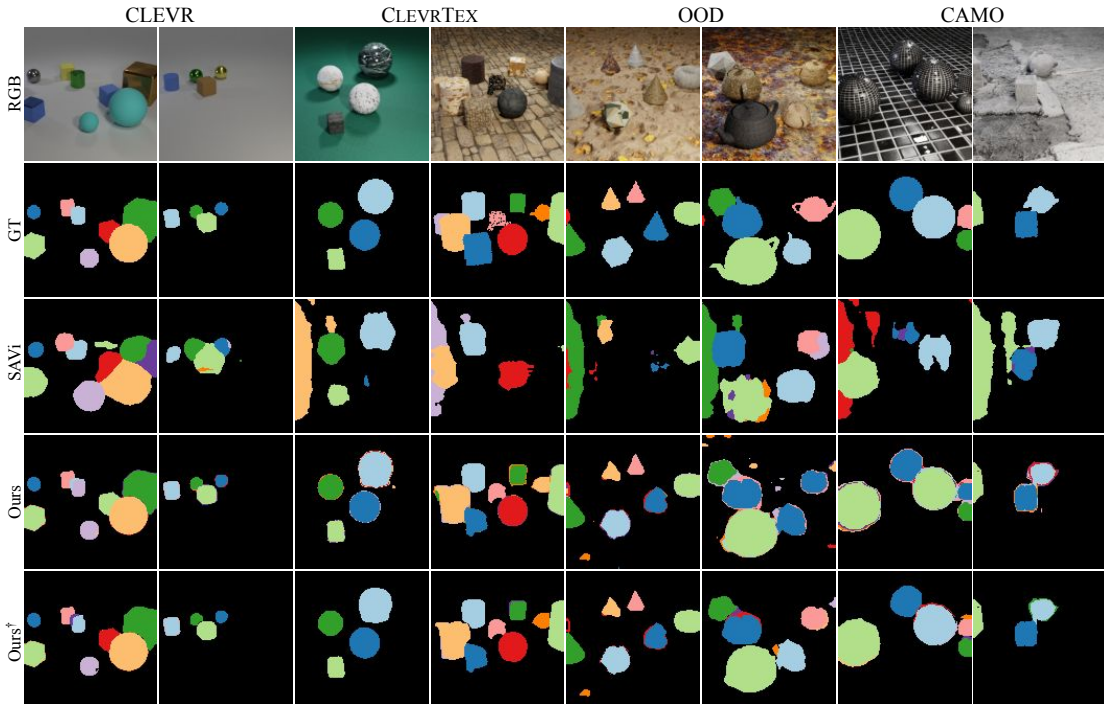 CLEVR CLEVRTEX OOD CAMO
RGB
GT
SAVi
Ours
Ours†